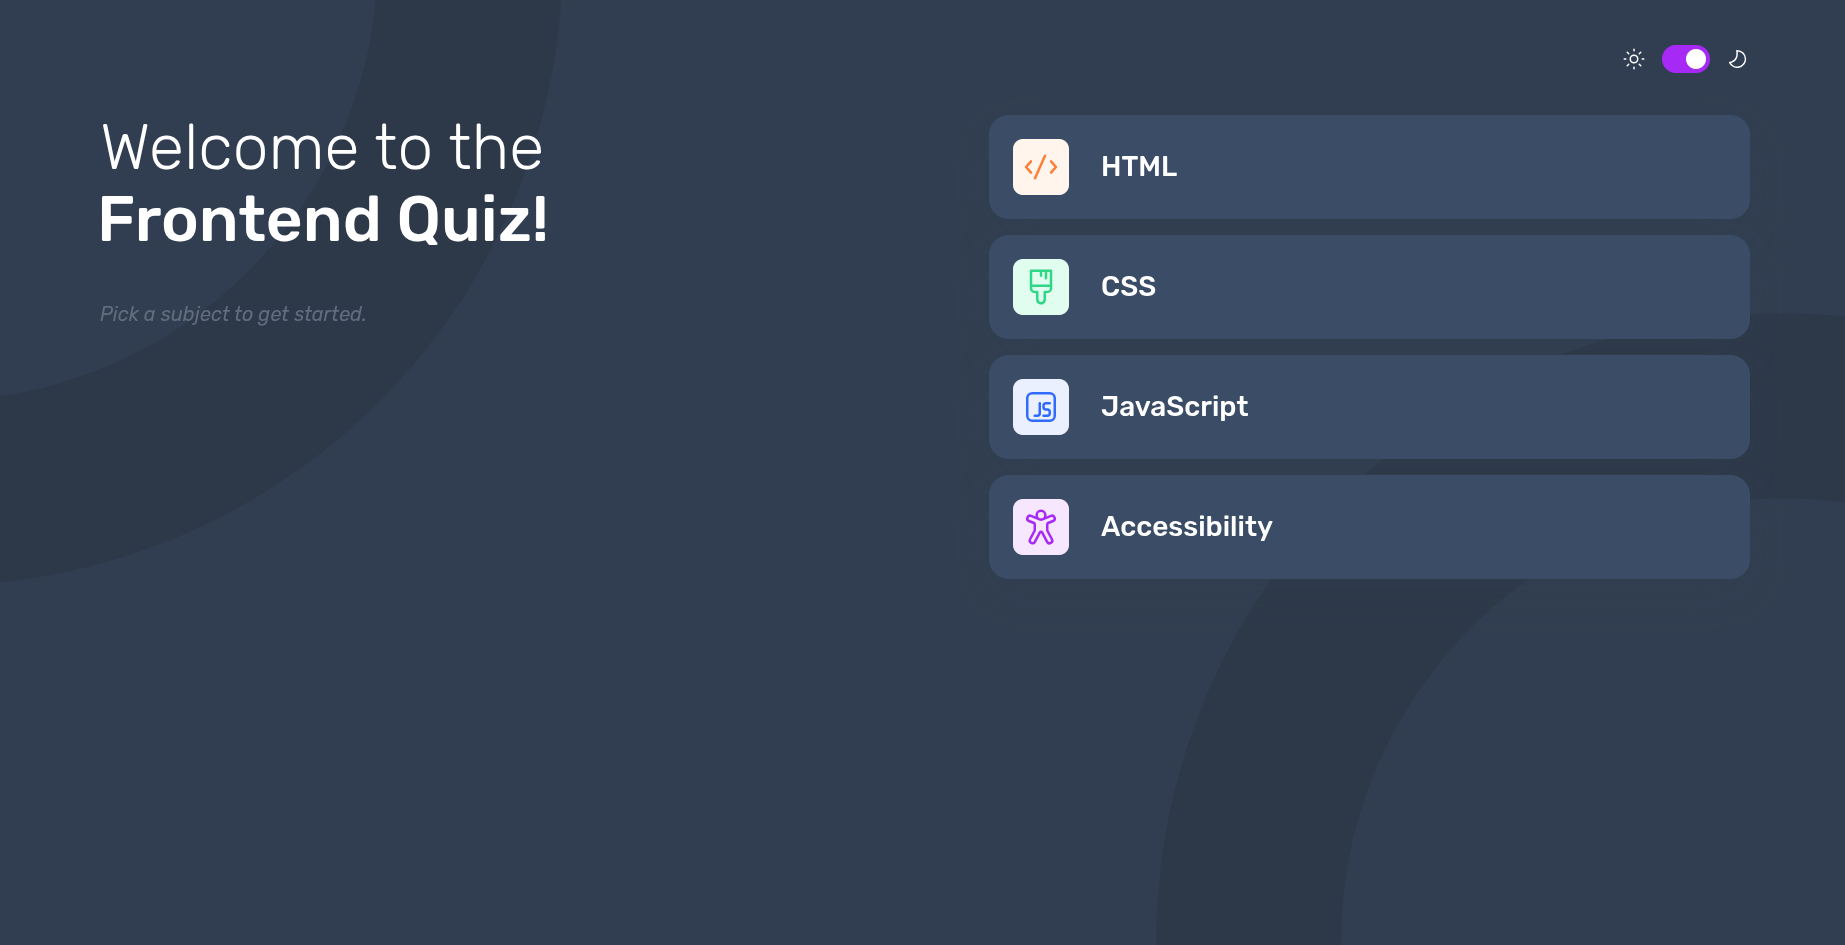 Welcome to the
Frontend Quiz!
Pick a subject to get started.
HTML
CSS
JS
JavaScript
Accessibility